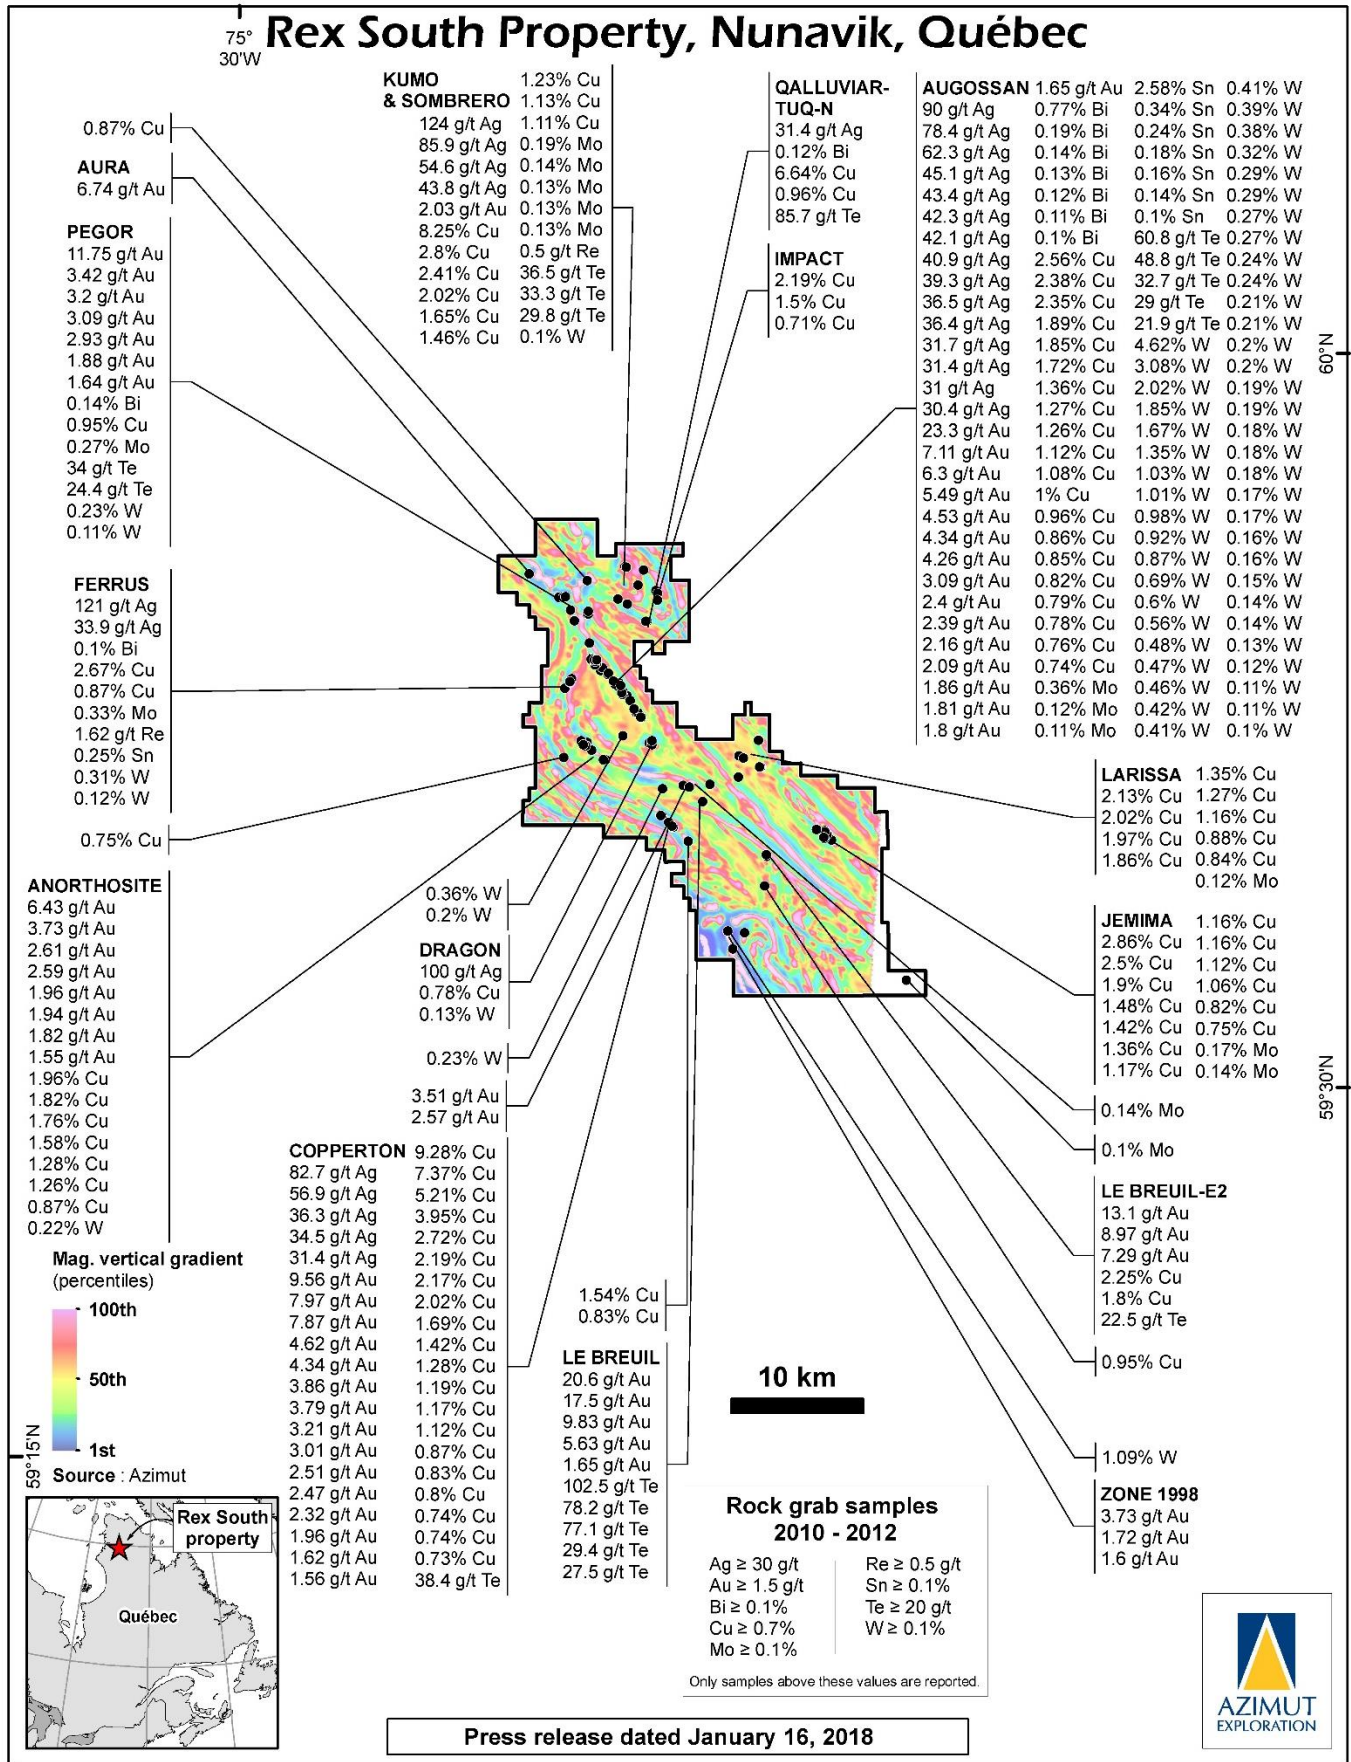 Rex South Property, Nunavik, Québec
75°
30'W
0.87% Cu
AURA
6.74 g/t Au
PEGOR
11.75 g/t Au
3.42 g/t Au
3.2 g/t Au
3.09 g/t Au
2.93 g/t Au
1.88 g/t Au
1.64 g/t Au
0.14% Bi
0.95% Cu
0.27% Mo
34 g/t Te
24.4 g/t Te
0.23% W
0.11% W
KUMO 1.23% Cu
& SOMBRERO 1.13% Cu
124 g/t Ag 1.11% Cu
85.9 g/t Ag 0.19% Mo
54.6 g/t Ag 0.14% Mo
43.8 g/t Ag 0.13% Mo
2.03 g/t Au 0.13% Mo
8.25% Cu 0.13% Mo
2.8% Cu 0.5 g/t Re
2.41% Cu 36.5 g/t Te
2.02% Cu 33.3 g/t Te
1.65% Cu 29.8 g/t Te
1.46% Cu 0.1% W
QALLUVIAR-
TUQ-N
31.4 g/t Ag
0.12% Bi
6.64% Cu
0.96% Cu
85.7 g/t Te
IMPACT
2.19% Cu
1.5% Cu
0.71% Cu
AUGOSSAN 1.65 g/t Au 2.58% Sn 0.41% W
90 g/t Ag 0.77% Bi 0.34% Sn 0.39% W
78.4 g/t Ag 0.19% Bi 0.24% Sn 0.38% W
62.3 g/t Ag 0.14% Bi 0.18% Sn 0.32% W
45.1 g/t Ag 0.13% Bi 0.16% Sn 0.29% W
43.4 g/t Ag 0.12% Bi 0.14% Sn 0.29% W
42.3 g/t Ag 0.11% Bi 0.1% Sn 0.27% W
42.1 g/t Ag 0.1% Bi 60.8 g/t Te 0.27% W
40.9 g/t Ag 2.56% Cu 48.8 g/t Te 0.24% W
39.3 g/t Ag 2.38% Cu 32.7 g/t Te 0.24% W
36.5 g/t Ag 2.35% Cu 29 g/t Te 0.21% W
36.4 g/t Ag 1.89% Cu 21.9 g/t Te 0.21% W
31.7 g/t Ag 1.85% Cu 4.62% W 0.2% W
31.4 g/t Ag 1.72% Cu 3.08% W 0.2% W
31 g/t Ag 1.36% Cu 2.02% W 0.19% W
30.4 g/t Ag 1.27% Cu 1.85% W 0.19% W
23.3 g/t Au 1.26% Cu 1.67% W 0.18% W
7.11 g/t Au 1.12% Cu 1.35% W 0.18% W
6.3 g/t Au 1.08% Cu 1.03% W 0.18% W
5.49 g/t Au 1% Cu 1.01% W 0.17% W
4.53 g/t Au 0.96% Cu 0.98% W 0.17% W
4.34 g/t Au 0.86% Cu 0.92% W 0.16% W
4.26 g/t Au 0.85% Cu 0.87% W 0.16% W
3.09 g/t Au 0.82% Cu 0.69% W 0.15% W
2.4 g/t Au 0.79% Cu 0.6% W 0.14% W
2.39 g/t Au 0.78% Cu 0.56% W 0.14% W
2.16 g/t Au 0.76% Cu 0.48% W 0.13% W
2.09 g/t Au 0.74% Cu 0.47% W 0.12% W
1.86 g/t Au 0.36% Mo 0.46% W 0.11% W
1.81 g/t Au 0.12% Mo 0.42% W 0.11% W
1.8 g/t Au 0.11% Mo 0.41% W 0.1% W
60°N
FERRUS
121 g/t Ag
33.9 g/t Ag
0.1% Bi
2.67% Cu
0.87% Cu
0.33% Mo
1.62 g/t Re
0.25% Sn
0.31% W
0.12% W
0.75% Cu
ANORTHOSITE
6.43 g/t Au
3.73 g/t Au
2.61 g/t Au
2.59 g/t Au
1.96 g/t Au
1.94 g/t Au
1.82 g/t Au
1.55 g/t Au
1.96% Cu
1.82% Cu
1.76% Cu
1.58% Cu
1.28% Cu
1.26% Cu
0.87% Cu
0.22% W
0.36% W
0.2% W
DRAGON
100 g/t Ag
0.78% Cu
0.13% W
0.23% W
3.51 g/t Au
2.57 g/t Au
COPPERTON 9.28% Cu
82.7 g/t Ag 7.37% Cu
56.9 g/t Ag 5.21% Cu
36.3 g/t Ag 3.95% Cu
34.5 g/t Ag 2.72% Cu
31.4 g/t Ag 2.19% Cu
9.56 g/t Au 2.17% Cu
7.97 g/t Au 2.02% Cu
7.87 g/t Au 1.69% Cu
4.62 g/t Au 1.42% Cu
4.34 g/t Au 1.28% Cu
3.86 g/t Au 1.19% Cu
3.79 g/t Au 1.17% Cu
3.21 g/t Au 1.12% Cu
3.01 g/t Au 0.87% Cu
2.51 g/t Au 0.83% Cu
2.47 g/t Au 0.8% Cu
2.32 g/t Au 0.74% Cu
1.96 g/t Au 0.74% Cu
1.62 g/t Au 0.73% Cu
1.56 g/t Au 38.4 g/t Te
1.54% Cu
0.83% Cu
LE BREUIL
20.6 g/t Au
17.5 g/t Au
9.83 g/t Au
5.63 g/t Au
1.65 g/t Au
102.5 g/t Te
78.2 g/t Te
77.1 g/t Te
29.4 g/t Te
27.5 g/t Te
LARISSA 1.35% Cu
2.13% Cu 1.27% Cu
2.02% Cu 1.16% Cu
1.97% Cu 0.88% Cu
1.86% Cu 0.84% Cu
0.12% Mo
JEMIMA 1.16% Cu
2.86% Cu 1.16% Cu
2.5% Cu 1.12% Cu
1.9% Cu 1.06% Cu
1.48% Cu 0.82% Cu
1.42% Cu 0.75% Cu
1.36% Cu 0.17% Mo
1.17% Cu 0.14% Mo
59°30'N
0.14% Mo
0.1% Mo
LE BREUIL-E2
13.1 g/t Au
8.97 g/t Au
7.29 g/t Au
2.25% Cu
1.8% Cu
22.5 g/t Te
0.95% Cu
1.09% W
ZONE 1998
3.73 g/t Au
1.72 g/t Au
1.6 g/t Au
Mag. vertical gradient
(percentiles)
100th
50th
1st
Source : Azimut
59°15'N
Rex South
property
Québec
10 km
Rock grab samples
2010 - 2012
Ag ≥ 30 g/t Re ≥ 0.5 g/t
Au ≥ 1.5 g/t Sn ≥ 0.1%
Bi ≥ 0.1% Te ≥ 20 g/t
Cu ≥ 0.7% W ≥ 0.1%
Mo ≥ 0.1%
Only samples above these values are reported.
AZIMUT
EXPLORATION
Press release dated January 16, 2018